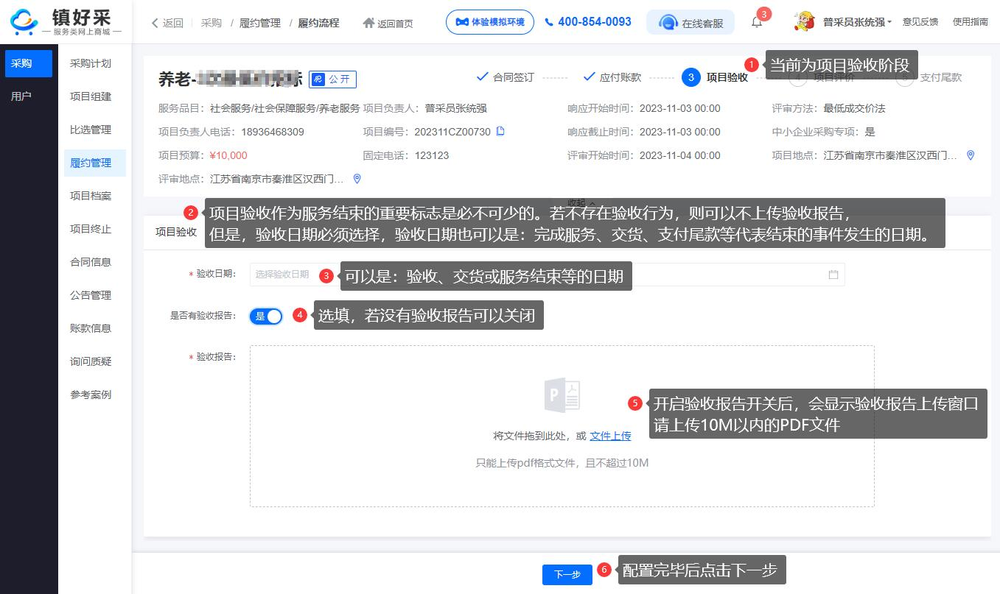 镇好采
服务类网上商城
返回 采购 / 履约管理 / 履约流程 返回首页 体验模拟环境 400-854-0093 在线客服 3 普采员张统强 意见反馈 使用指南
采购
用户
采购计划
项目组建
比选管理
履约管理
项目档案
项目终止
合同信息
公告管理
账款信息
询问质疑
参考案例
1 当前为项目验收阶段
养老- 公开 合同签订 应付账款 3 项目验收 4 项目评价 5 支付尾款
服务品目：社会服务/社会保障服务/养老服务 项目负责人：普采员张统强 响应开始时间：2023-11-03 00:00 评审方法：最低成交价法
项目负责人电话：18936468309 项目编号：202311CZ00730 响应截止时间：2023-11-03 00:00 中小企业采购专项：是
项目预算：¥10,000 固定电话：123123 评审开始时间：2023-11-04 00:00 项目地点：江苏省南京市秦淮区汉西门...
评审地点：江苏省南京市秦淮区汉西门...
收起
2 项目验收作为服务结束的重要标志是必不可少的。若不存在验收行为，则可以不上传验收报告，
但是，验收日期必须选择，验收日期也可以是：完成服务、交货、支付尾款等代表结束的事件发生的日期。
项目验收
* 验收日期： 选择验收日期 3 可以是：验收、交货或服务结束等的日期
是否有验收报告： 是 4 选填，若没有验收报告可以关闭
* 验收报告：
P
5 开启验收报告开关后，会显示验收报告上传窗口
请上传10M以内的PDF文件
将文件拖到此处，或 文件上传
只能上传pdf格式文件，且不超过10M
下一步 6 配置完毕后点击下一步